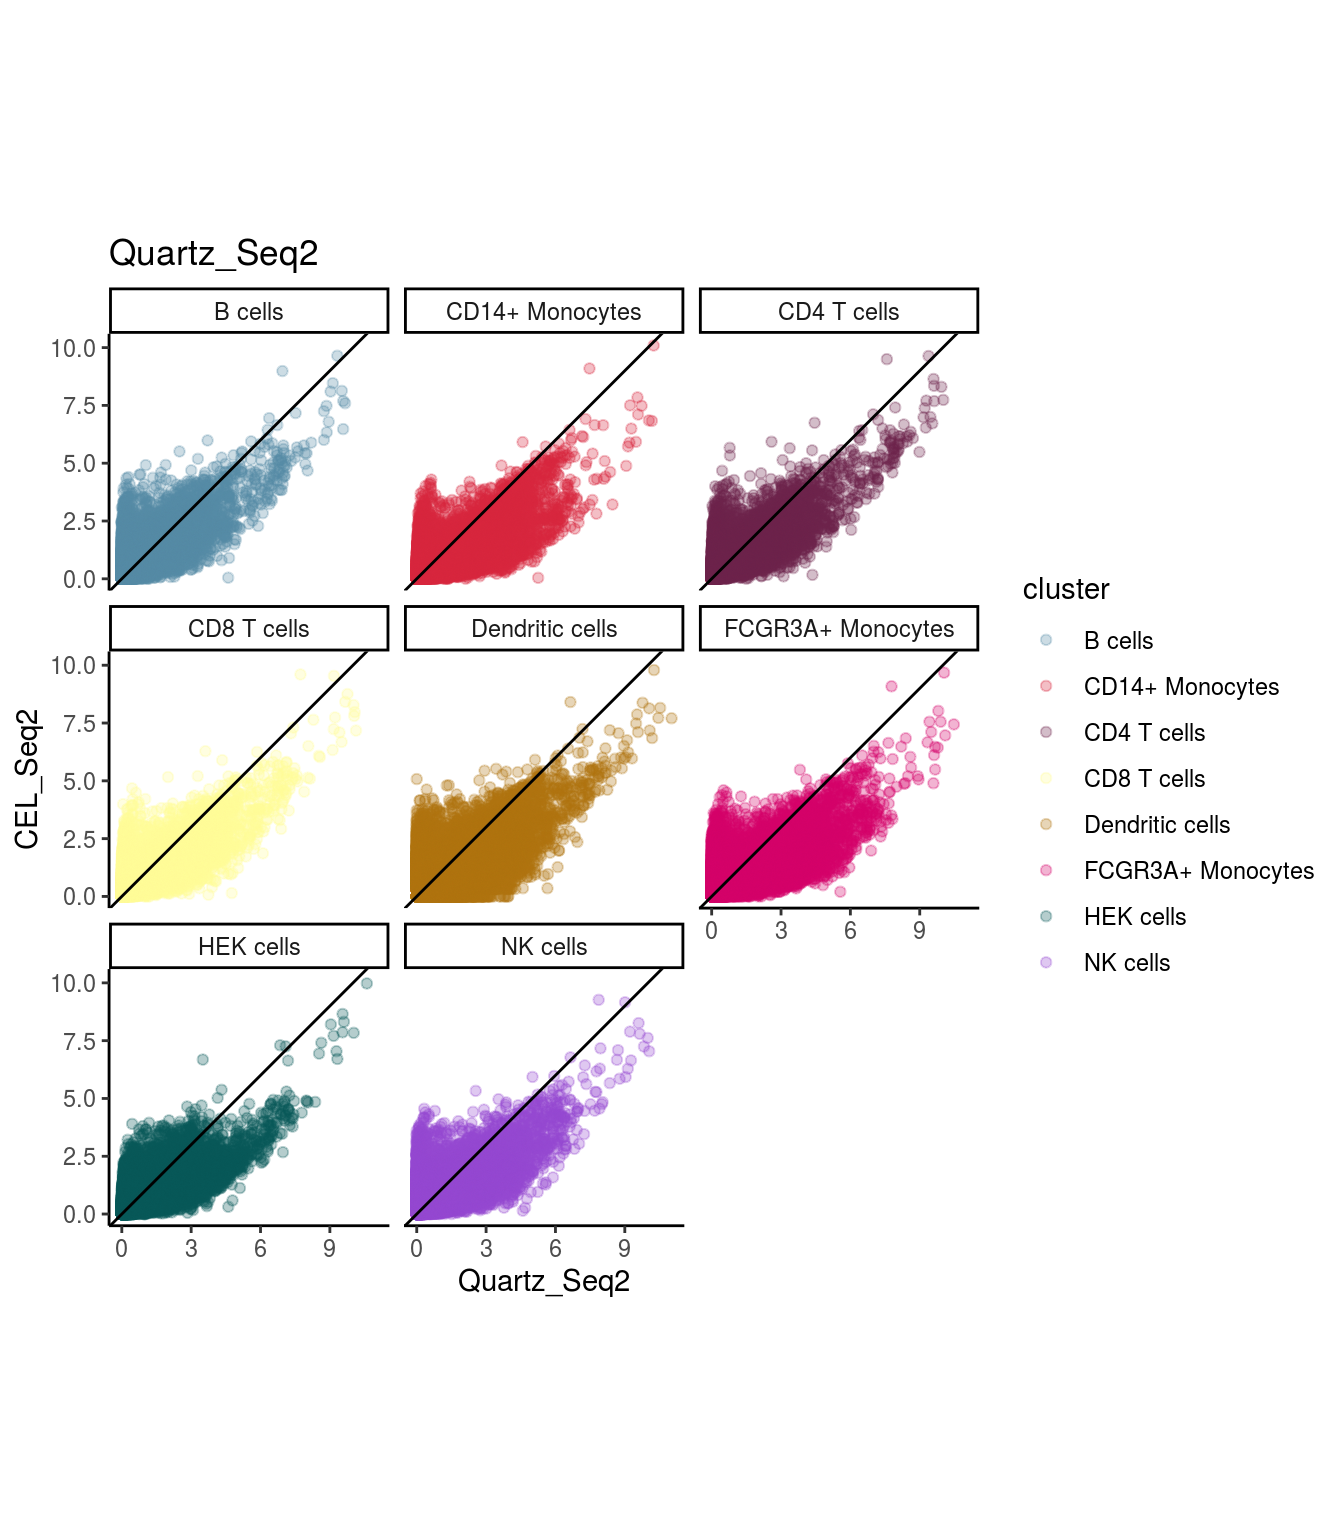 Quartz_Seq2
B cells
CD14+ Monocytes
CD4 T cells
10.0
7.5
5.0
2.5
0.0
CD8 T cells
Dendritic cells
FCGR3A+ Monocytes
10.0
7.5
5.0
2.5
0.0
0 3 6 9
HEK cells
NK cells
10.0
7.5
5.0
2.5
0.0
0 3 6 9
0 3 6 9
Quartz_Seq2
CEL_Seq2
cluster
B cells
CD14+ Monocytes
CD4 T cells
CD8 T cells
Dendritic cells
FCGR3A+ Monocytes
HEK cells
NK cells